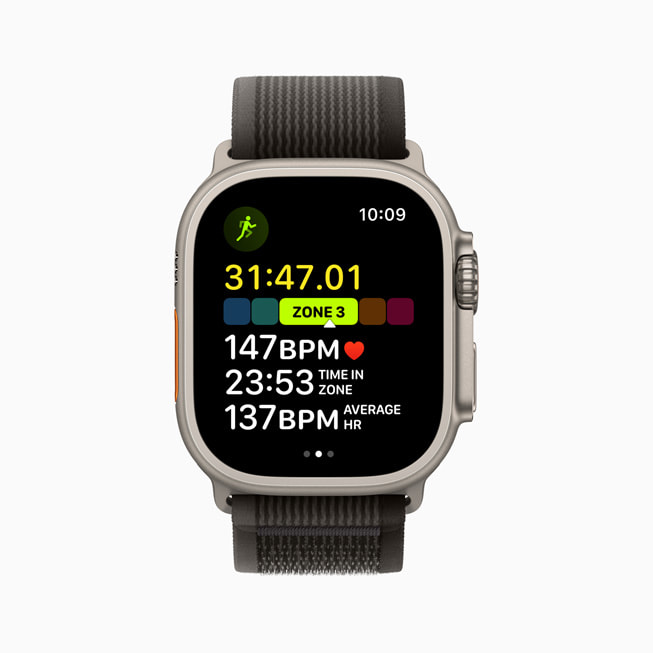 10:09
31:47.01
ZONE 3
147BPM
23:53 TIME IN
ZONE
137BPM AVERAGE
HR